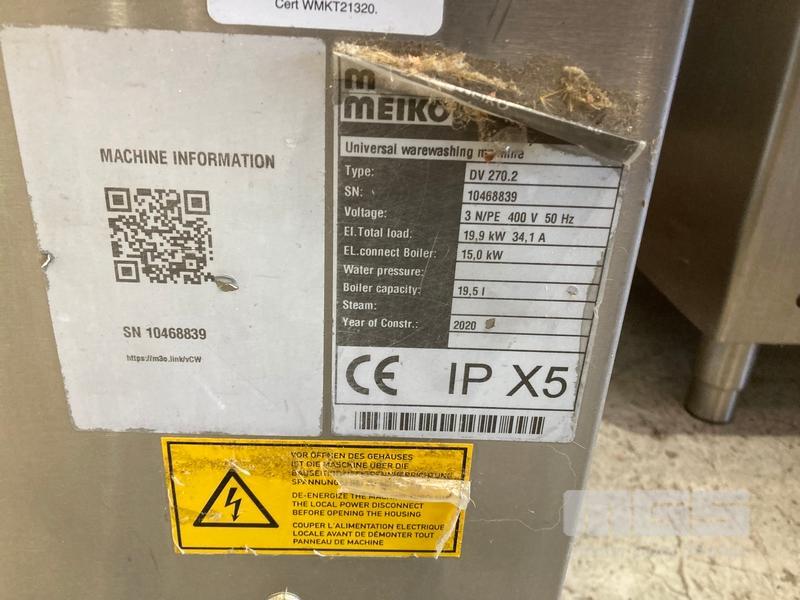 Cert WMKT21320.
MACHINE INFORMATION
SN 10468839
https://m3o.link/vCW
m
MEIKO
Universal warewashing machine
Type: DV 270.2
SN: 10468839
Voltage: 3 N/PE 400 V 50 Hz
El.Total load: 19,9 kW 34,1 A
EL.connect Boiler: 15,0 kW
Water pressure:
Boiler capacity: 19,5 l
Steam:
Year of Constr.: 2020
CE IP X5
VOR ÖFFNEN DES GEHÄUSES
IST DIE MASCHINE ÜBER DIE
SPANNUNG
DE-ENERGIZE THE
THE LOCAL POWER DISCONNECT
BEFORE OPENING THE HOUSING
COUPER L'ALIMENTATION ELECTRIQUE
LOCALE AVANT DE DÉMONTER TOUT
PANNEAU DE MACHINE
MGS